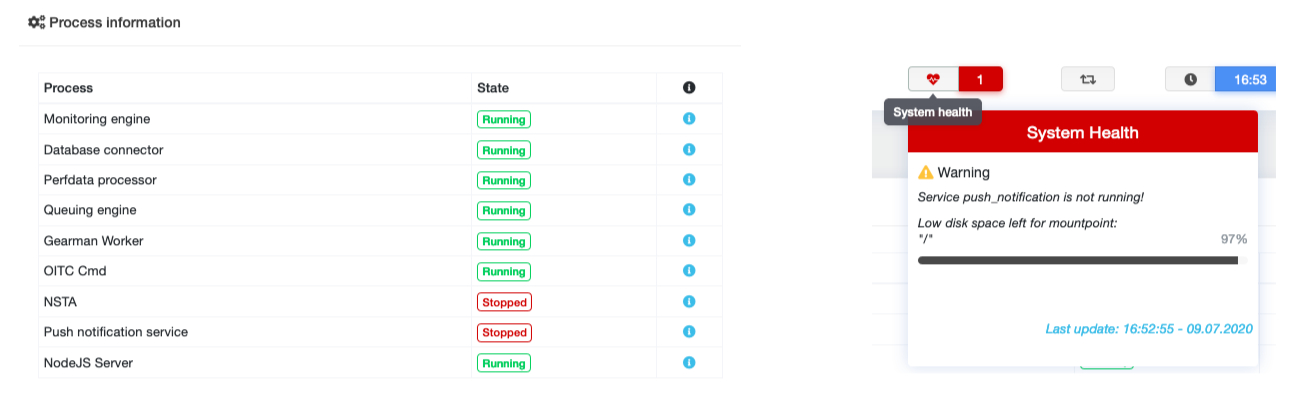 Process information
Process State
Monitoring engine Running
Database connector Running
Perfdata processor Running
Queuing engine Running
Gearman Worker Running
OITC Cmd Running
NSTA Stopped
Push notification service Stopped
NodeJS Server Running
1 16:53
System health
System Health
Warning
Service push_notification is not running!
Low disk space left for mountpoint:
"/" 97%
Last update: 16:52:55 - 09.07.2020